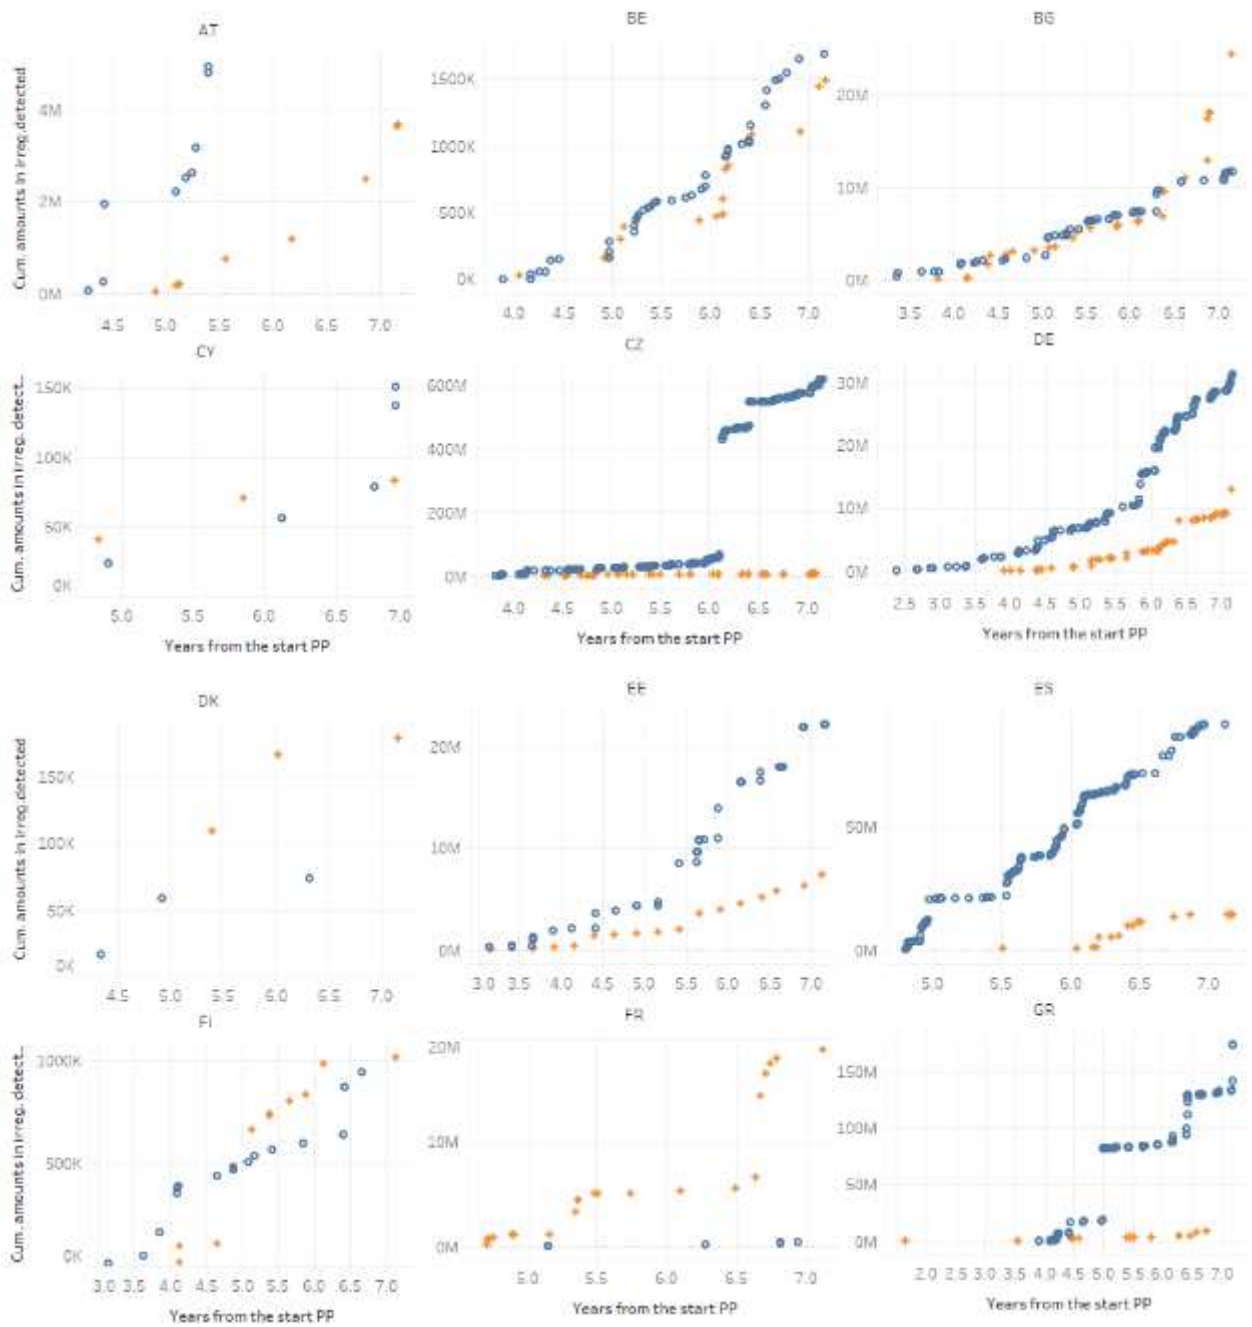 AT
BE
BG
Cum. amounts in irreg.detected
4M
2M
0M
4.5 5.0 5.5 6.0 6.5 7.0
1500K
1000K
500K
0K
4.0 4.5 5.0 5.5 6.0 6.5 7.0
20M
10M
0M
3.5 4.0 4.5 5.0 5.5 6.0 6.5 7.0
CY
CZ
DE
Cum. amounts in irreg. detect..
150K
100K
50K
0K
5.0 5.5 6.0 6.5 7.0
Years from the start PP
600M
400M
200M
0M
4.0 4.5 5.0 5.5 6.0 6.5 7.0
Years from the start PP
30M
20M
10M
0M
2.5 3.0 3.5 4.0 4.5 5.0 5.5 6.0 6.5 7.0
Years from the start PP
DK
EE
ES
Cum. amounts in irreg.detected
150K
100K
50K
0K
4.5 5.0 5.5 6.0 6.5 7.0
20M
10M
0M
3.0 3.5 4.0 4.5 5.0 5.5 6.0 6.5 7.0
50M
0M
5.0 5.5 6.0 6.5 7.0
FI
FR
GR
Cum. amounts in irreg. detect..
1000K
500K
0K
3.0 3.5 4.0 4.5 5.0 5.5 6.0 6.5 7.0
Years from the start PP
20M
10M
0M
5.0 5.5 6.0 6.5 7.0
Years from the start PP
150M
100M
50M
0M
2.0 2.5 3.0 3.5 4.0 4.5 5.0 5.5 6.0 6.5 7.0
Years from the start PP